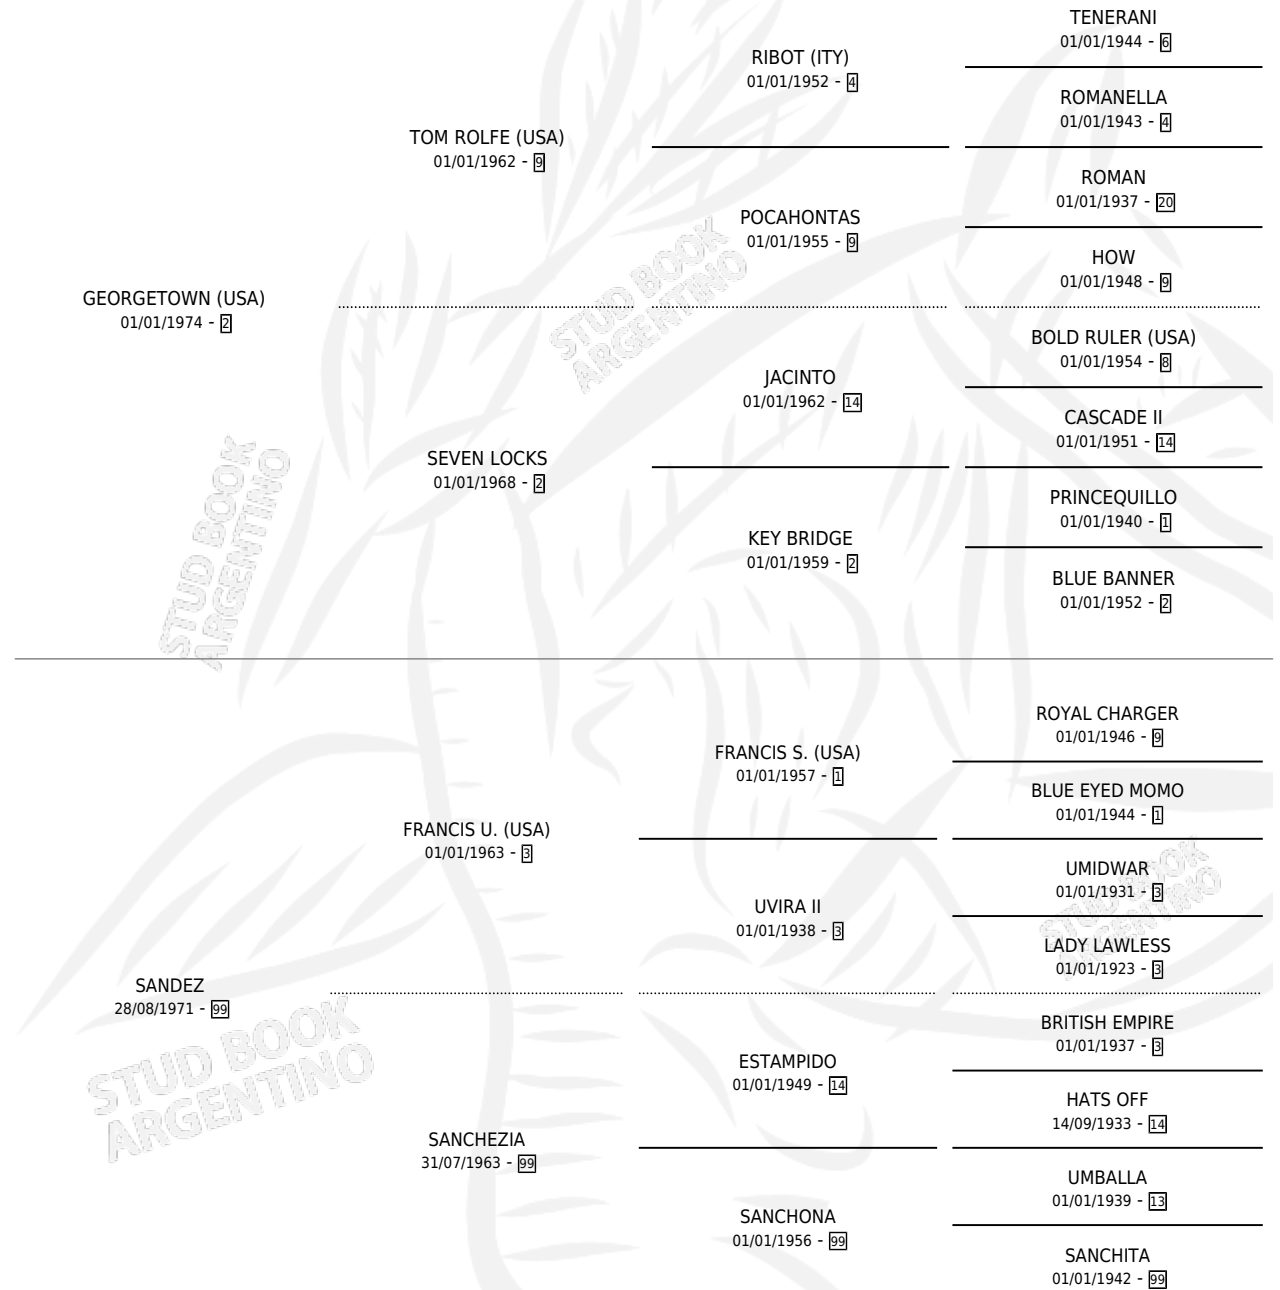 TENERANI
01/01/1944 - 6
RIBOT (ITY)
01/01/1952 - 4
ROMANELLA
01/01/1943 - 4
TOM ROLFE (USA)
01/01/1962 - 9
ROMAN
01/01/1937 - 20
POCAHONTAS
01/01/1955 - 9
HOW
01/01/1948 - 9
GEORGETOWN (USA)
01/01/1974 - 2
BOLD RULER (USA)
01/01/1954 - 8
JACINTO
01/01/1962 - 14
CASCADE II
01/01/1951 - 14
SEVEN LOCKS
01/01/1968 - 2
PRINCEQUILLO
01/01/1940 - 1
KEY BRIDGE
01/01/1959 - 2
BLUE BANNER
01/01/1952 - 2
ROYAL CHARGER
01/01/1946 - 9
FRANCIS S. (USA)
01/01/1957 - 1
BLUE EYED MOMO
01/01/1944 - 1
FRANCIS U. (USA)
01/01/1963 - 3
UMIDWAR
01/01/1931 - 3
UVIRA II
01/01/1938 - 3
LADY LAWLESS
01/01/1923 - 3
SANDEZ
28/08/1971 - 99
BRITISH EMPIRE
01/01/1937 - 3
ESTAMPIDO
01/01/1949 - 14
HATS OFF
14/09/1933 - 14
SANCHEZIA
31/07/1963 - 99
UMBALLA
01/01/1939 - 13
SANCHONA
01/01/1956 - 99
SANCHITA
01/01/1942 - 99
STUD BOOK
ARGENTINO
STUD BOOK
ARGENTINO
STUD BOOK
ARGENTINO
STUD BOOK
ARGENTINO